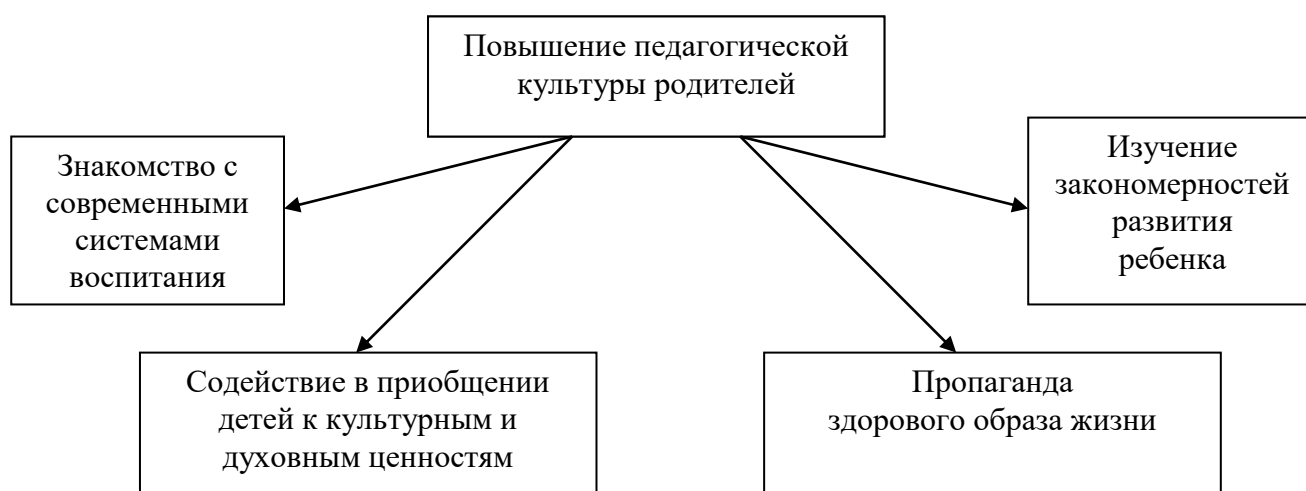 Повышение педагогической
культуры родителей
Знакомство с
современными
системами
воспитания
Изучение
закономерностей
развития
ребенка
Содействие в приобщении
детей к культурным и
духовным ценностям
Пропаганда
здорового образа жизни